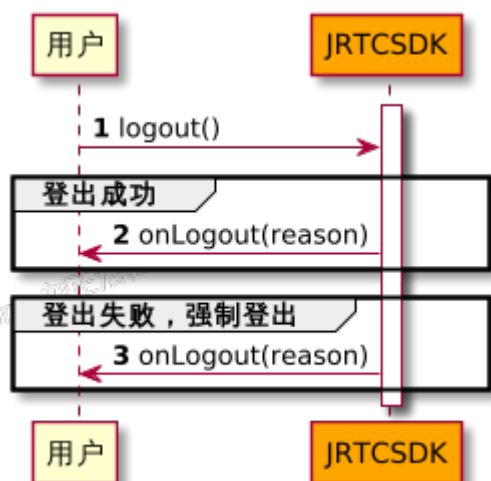 用户
JRTCSDK
1 logout()
登出成功
2 onLogout(reason)
登出失败，强制登出
3 onLogout(reason)
用户
JRTCSDK